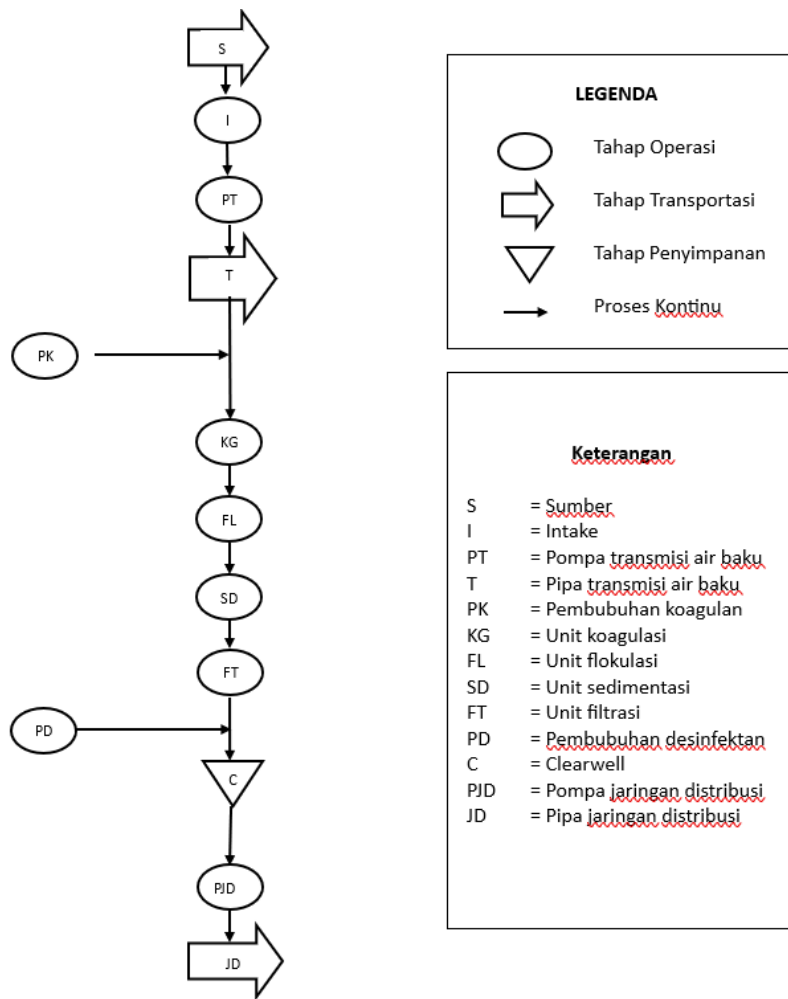 S
I
PT
T
PK
KG
FL
SD
FT
PD
C
PJD
JD
LEGENDA
Tahap Operasi
Tahap Transportasi
Tahap Penyimpanan
Proses Kontinu
Keterangan
S = Sumber
I = Intake
PT = Pompa transmisi air baku
T = Pipa transmisi air baku
PK = Pembubuhan koagulan
KG = Unit koagulasi
FL = Unit flokulasi
SD = Unit sedimentasi
FT = Unit filtrasi
PD = Pembubuhan desinfektan
C = Clearwell
PJD = Pompa jaringan distribusi
JD = Pipa jaringan distribusi